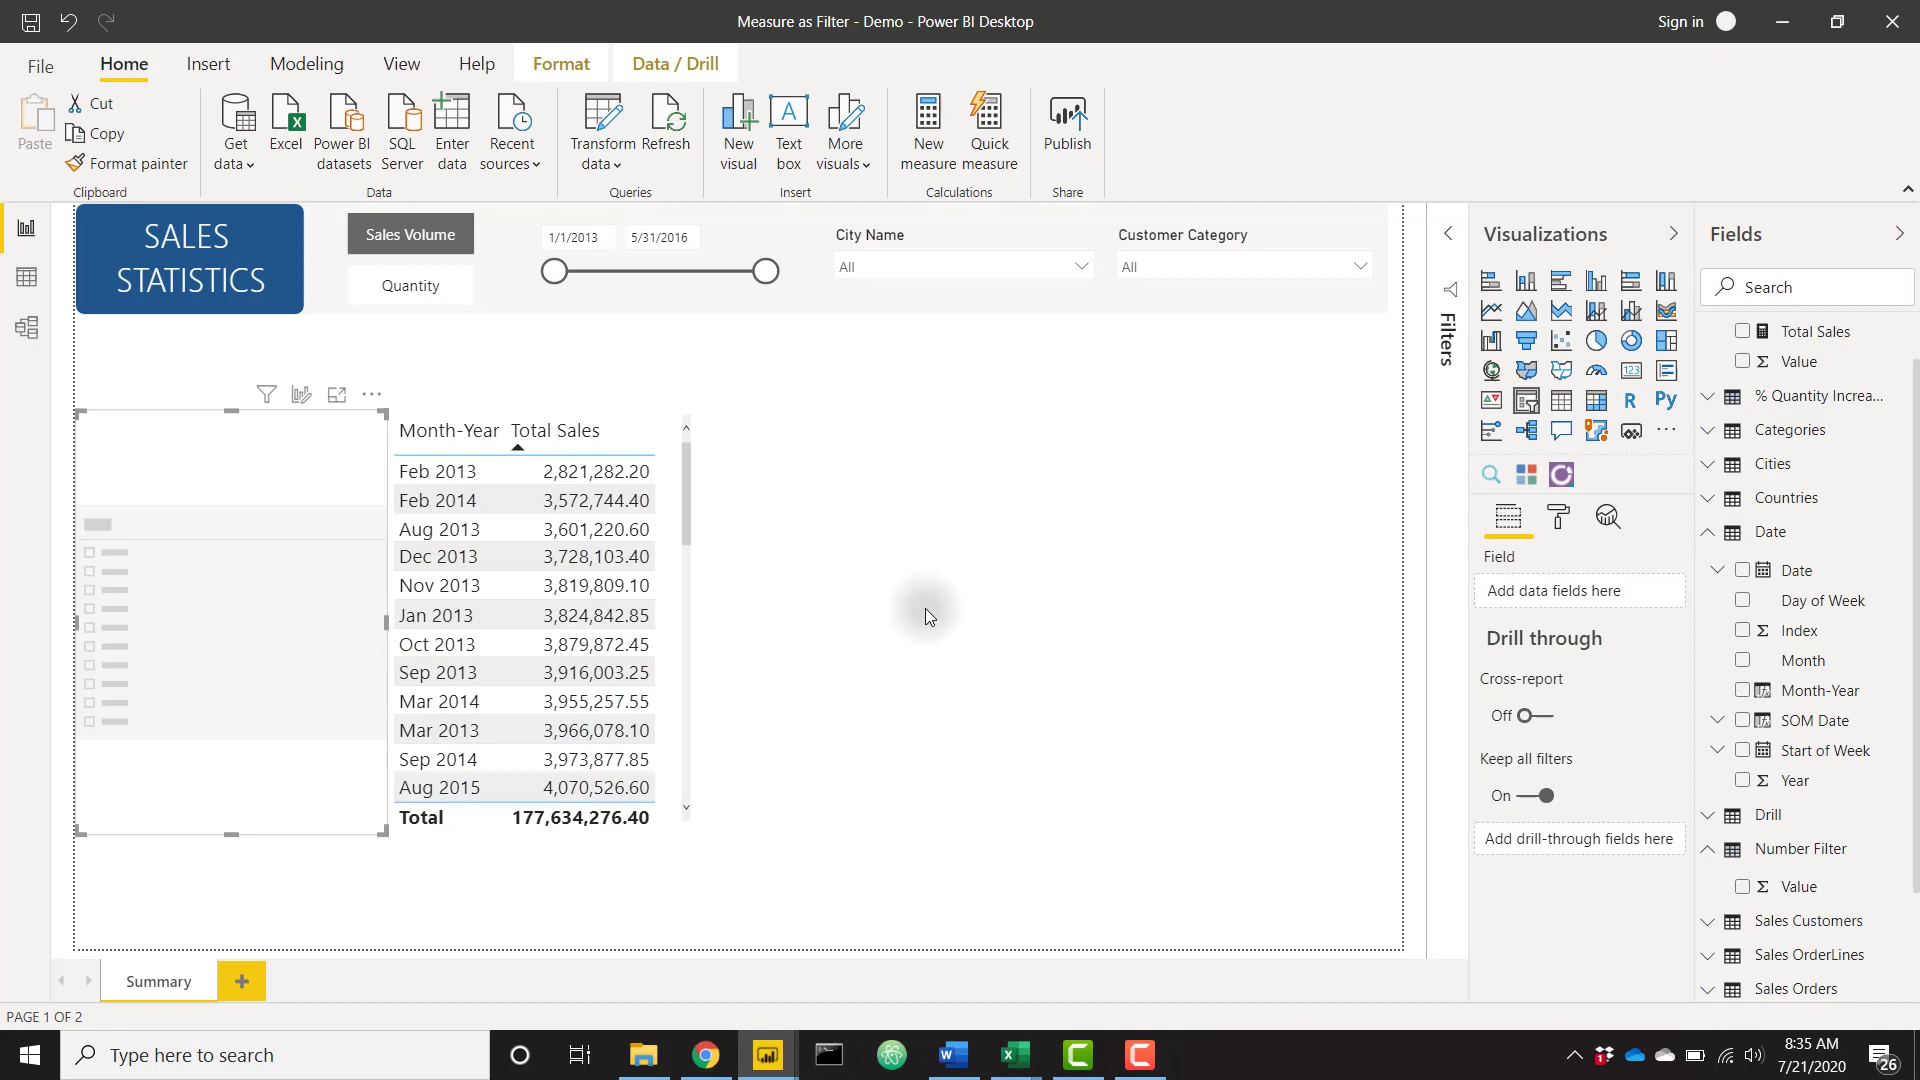 Measure as Filter - Demo - Power BI Desktop
Sign in
File Home Insert Modeling View Help Format Data / Drill
Paste
Cut
Copy
Format painter
Clipboard
Get data
Excel
Power BI datasets
SQL Server
Enter data
Recent sources
Data
Transform data
Refresh
Queries
New visual
Text box
More visuals
Insert
New measure
Quick measure
Calculations
Publish
Share
SALES
STATISTICS
Sales Volume
Quantity
1/1/2013 5/31/2016
City Name
All
Customer Category
All
Month-Year Total Sales
Feb 2013 2,821,282.20
Feb 2014 3,572,744.40
Aug 2013 3,601,220.60
Dec 2013 3,728,103.40
Nov 2013 3,819,809.10
Jan 2013 3,824,842.85
Oct 2013 3,879,872.45
Sep 2013 3,916,003.25
Mar 2014 3,955,257.55
Mar 2013 3,966,078.10
Sep 2014 3,973,877.85
Aug 2015 4,070,526.60
Total 177,634,276.40
Filters
Visualizations
R Py
123
Field
Add data fields here
Drill through
Cross-report
Off
Keep all filters
On
Add drill-through fields here
Fields
Search
Total Sales
Value
% Quantity Increa...
Categories
Cities
Countries
Date
Date
Day of Week
Index
Month
Month-Year
SOM Date
Start of Week
Year
Drill
Number Filter
Value
Sales Customers
Sales OrderLines
Sales Orders
Summary
PAGE 1 OF 2
Type here to search
8:35 AM
7/21/2020
26